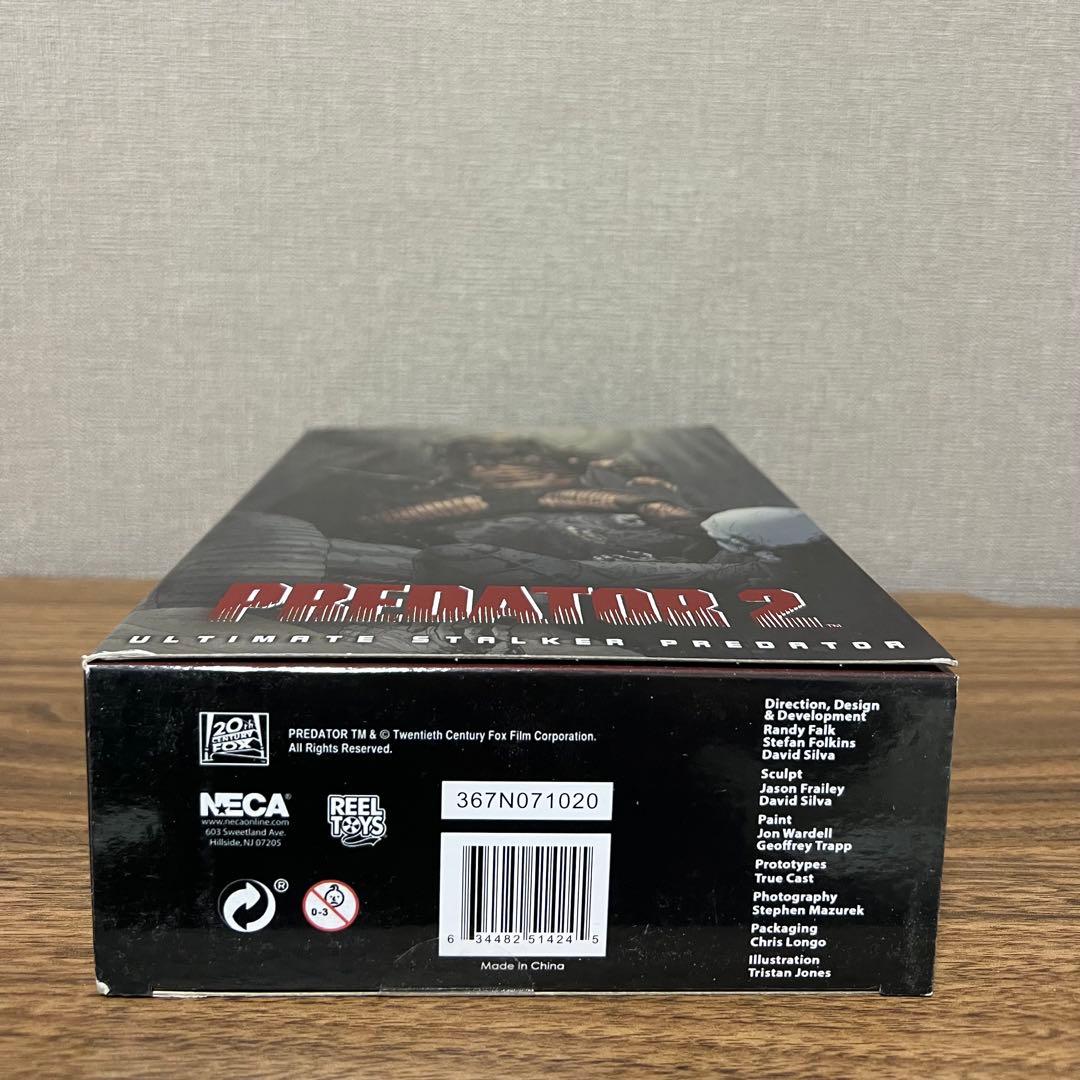 PREDATOR 2 ™
ULTIMATE STALKER PREDATOR
20th
CENTURY
FOX
PREDATOR TM & © Twentieth Century Fox Film Corporation.
All Rights Reserved.
NECA®
www.necaonline.com
603 Sweetland Ave.
Hillside, NJ 07205
REEL
TOYS
®
0-3
367N071020
6 34482 51424 5
Made in China
Direction, Design
& Development
Randy Falk
Stefan Folkins
David Silva
Sculpt
Jason Frailey
David Silva
Paint
Jon Wardell
Geoffrey Trapp
Prototypes
True Cast
Photography
Stephen Mazurek
Packaging
Chris Longo
Illustration
Tristan Jones